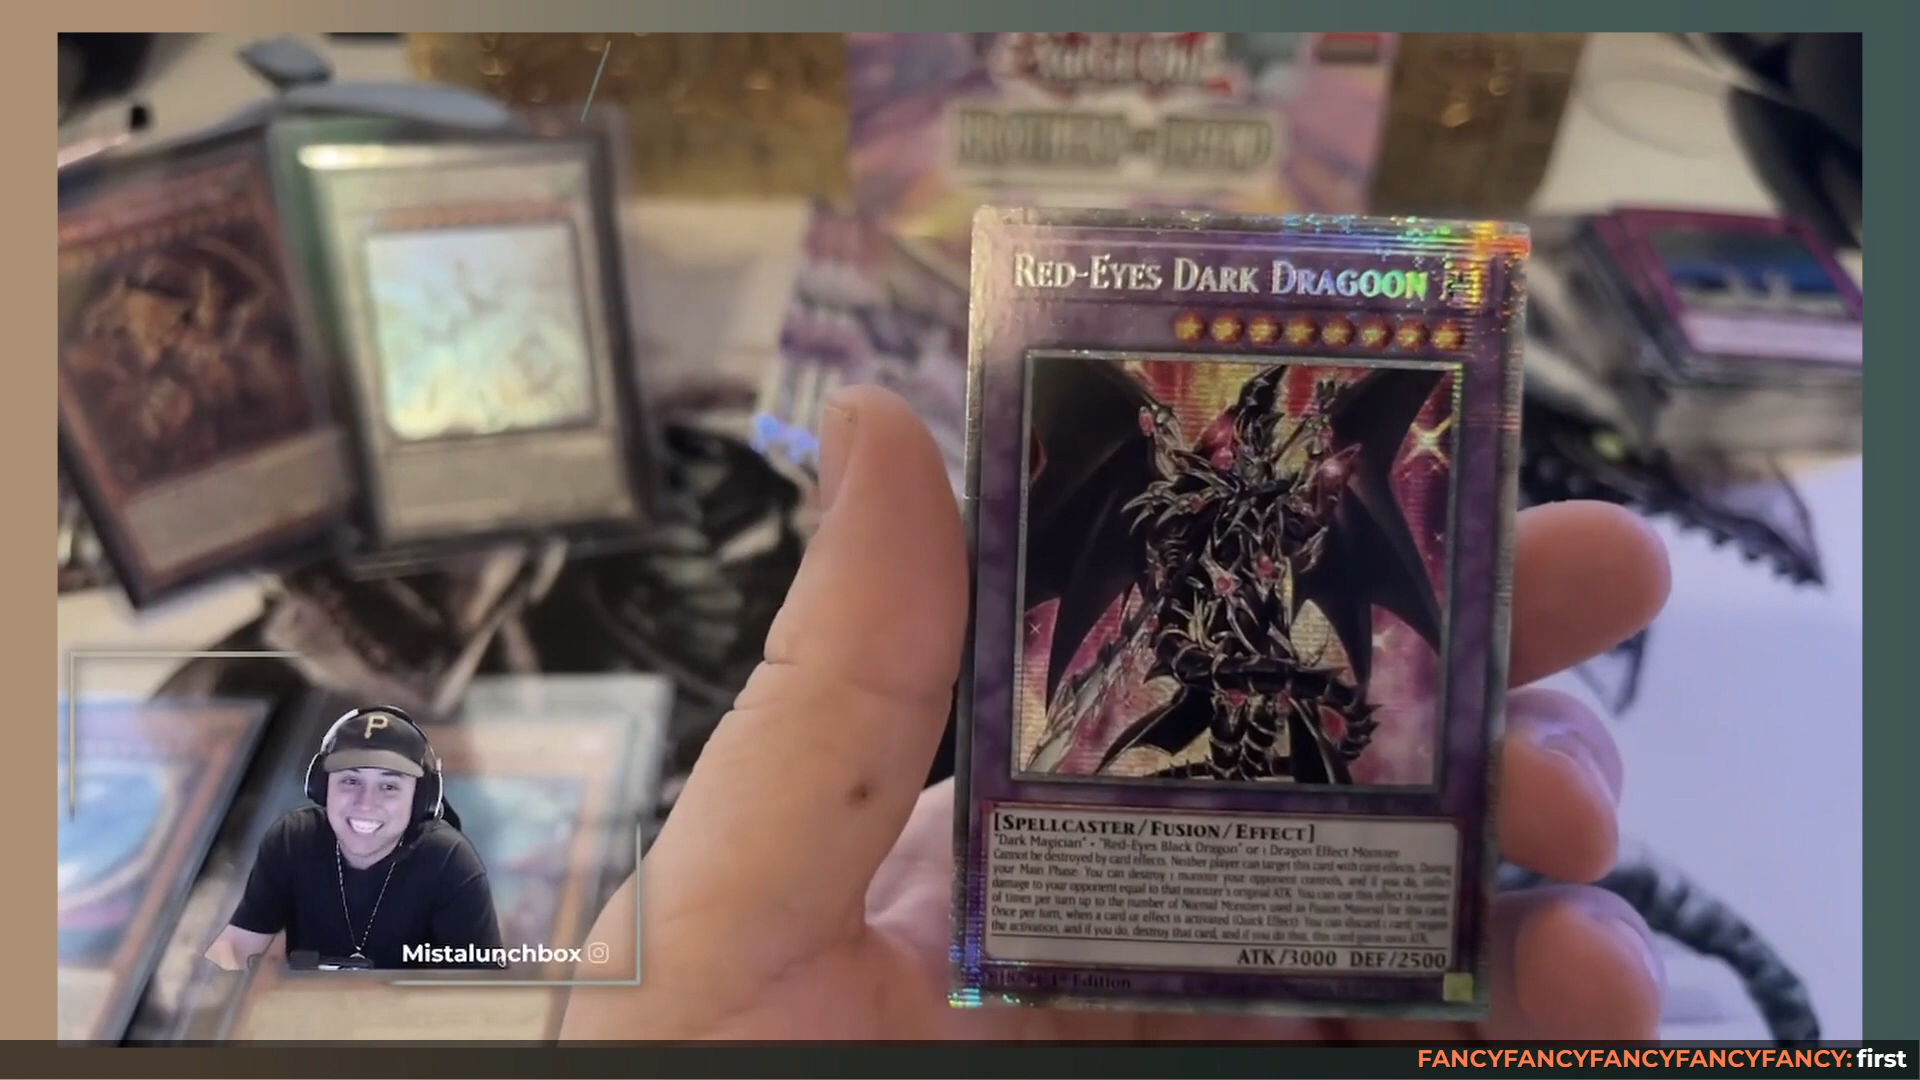 RED-EYES DARK DRAGOON
[SPELLCASTER/FUSION/EFFECT]
"Dark Magician" + "Red-Eyes Black Dragon" or 1 Dragon Effect Monster
Cannot be destroyed by card effects. Neither player can target this card with card effects. During
your Main Phase: You can destroy 1 monster your opponent controls, and if you do, inflict
damage to your opponent equal to that monster's original ATK. You can use this effect a number
of times per turn up to the number of Normal Monsters used as Fusion Material for this card.
Once per turn, when a card or effect is activated (Quick Effect): You can discard 1 card; negate
the activation, and if you do, destroy that card, and if you do that, this card gains 1000 ATK.
ATK/3000 DEF/2500
1st Edition
P
Mistalunchbox
FANCYFANCYFANCYFANCYFANCY: first